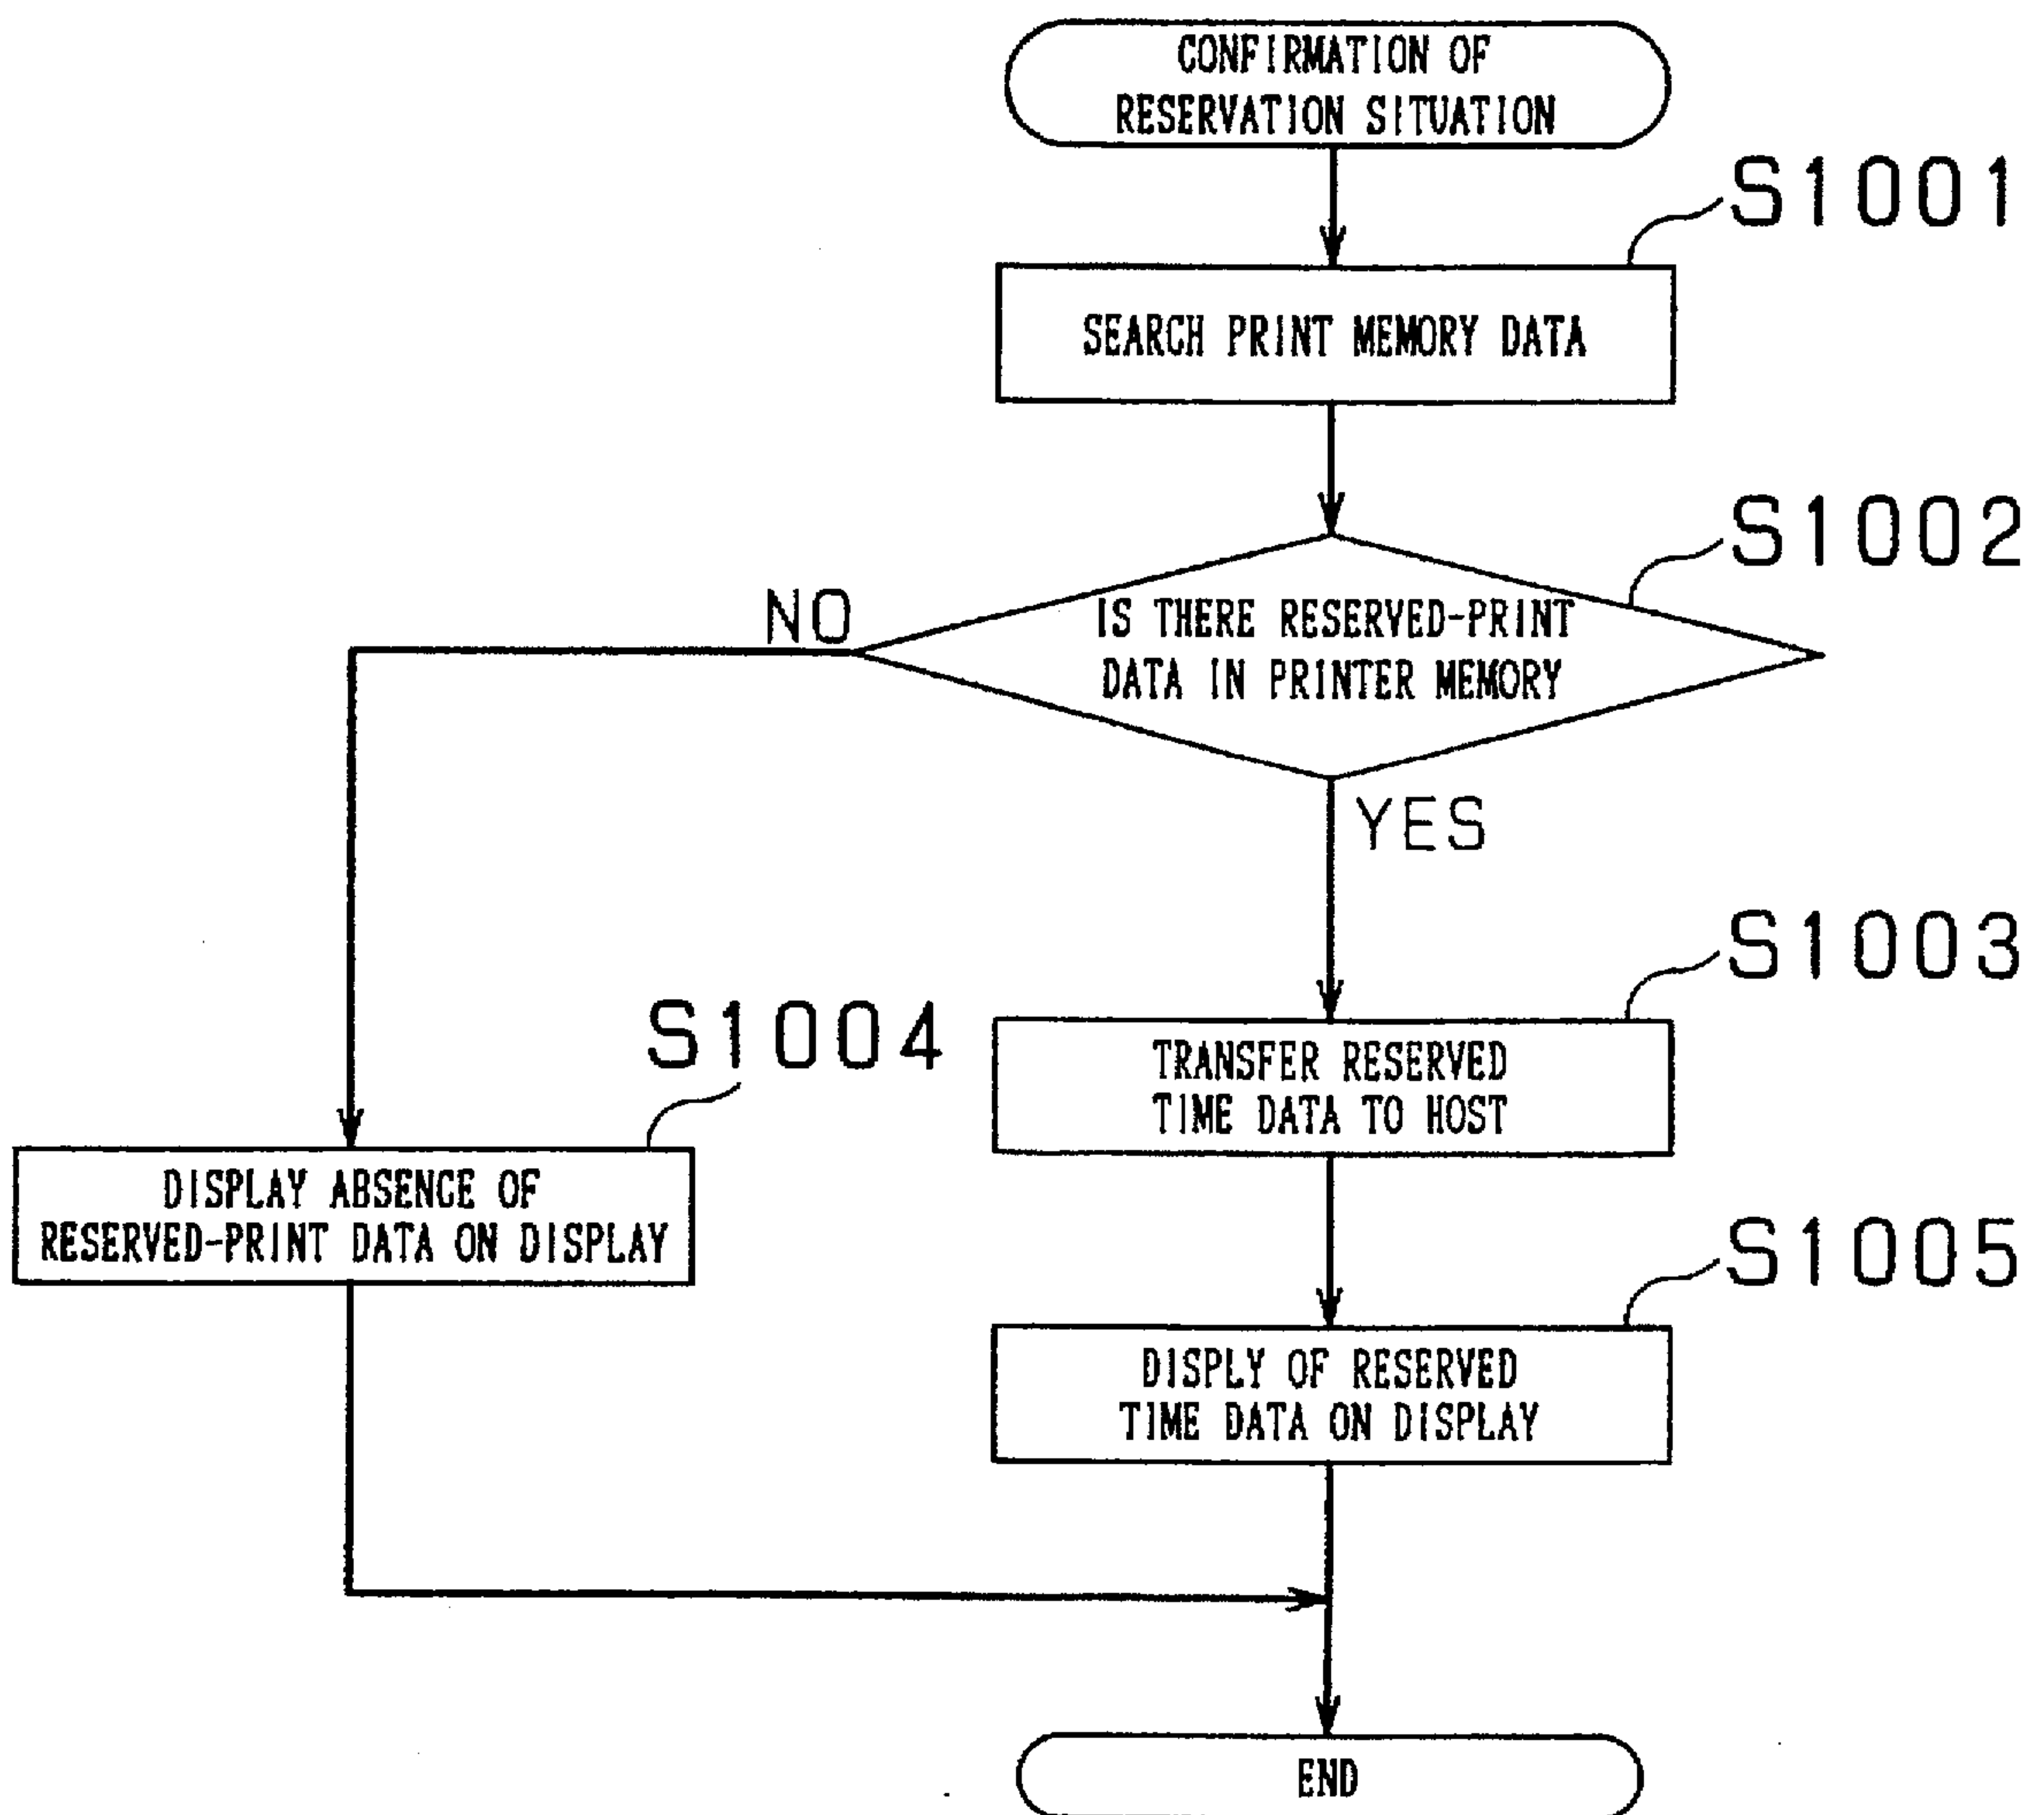 CONFIRMATION OF
RESERVATION SITUATION
S1001
SEARCH PRINT MEMORY DATA
S1002
NO
IS THERE RESERVED-PRINT
DATA IN PRINTER MEMORY
YES
S1003
TRANSFER RESERVED
TIME DATA TO HOST
S1004
DISPLAY ABSENCE OF
RESERVED-PRINT DATA ON DISPLAY
S1005
DISPLY OF RESERVED
TIME DATA ON DISPLAY
END